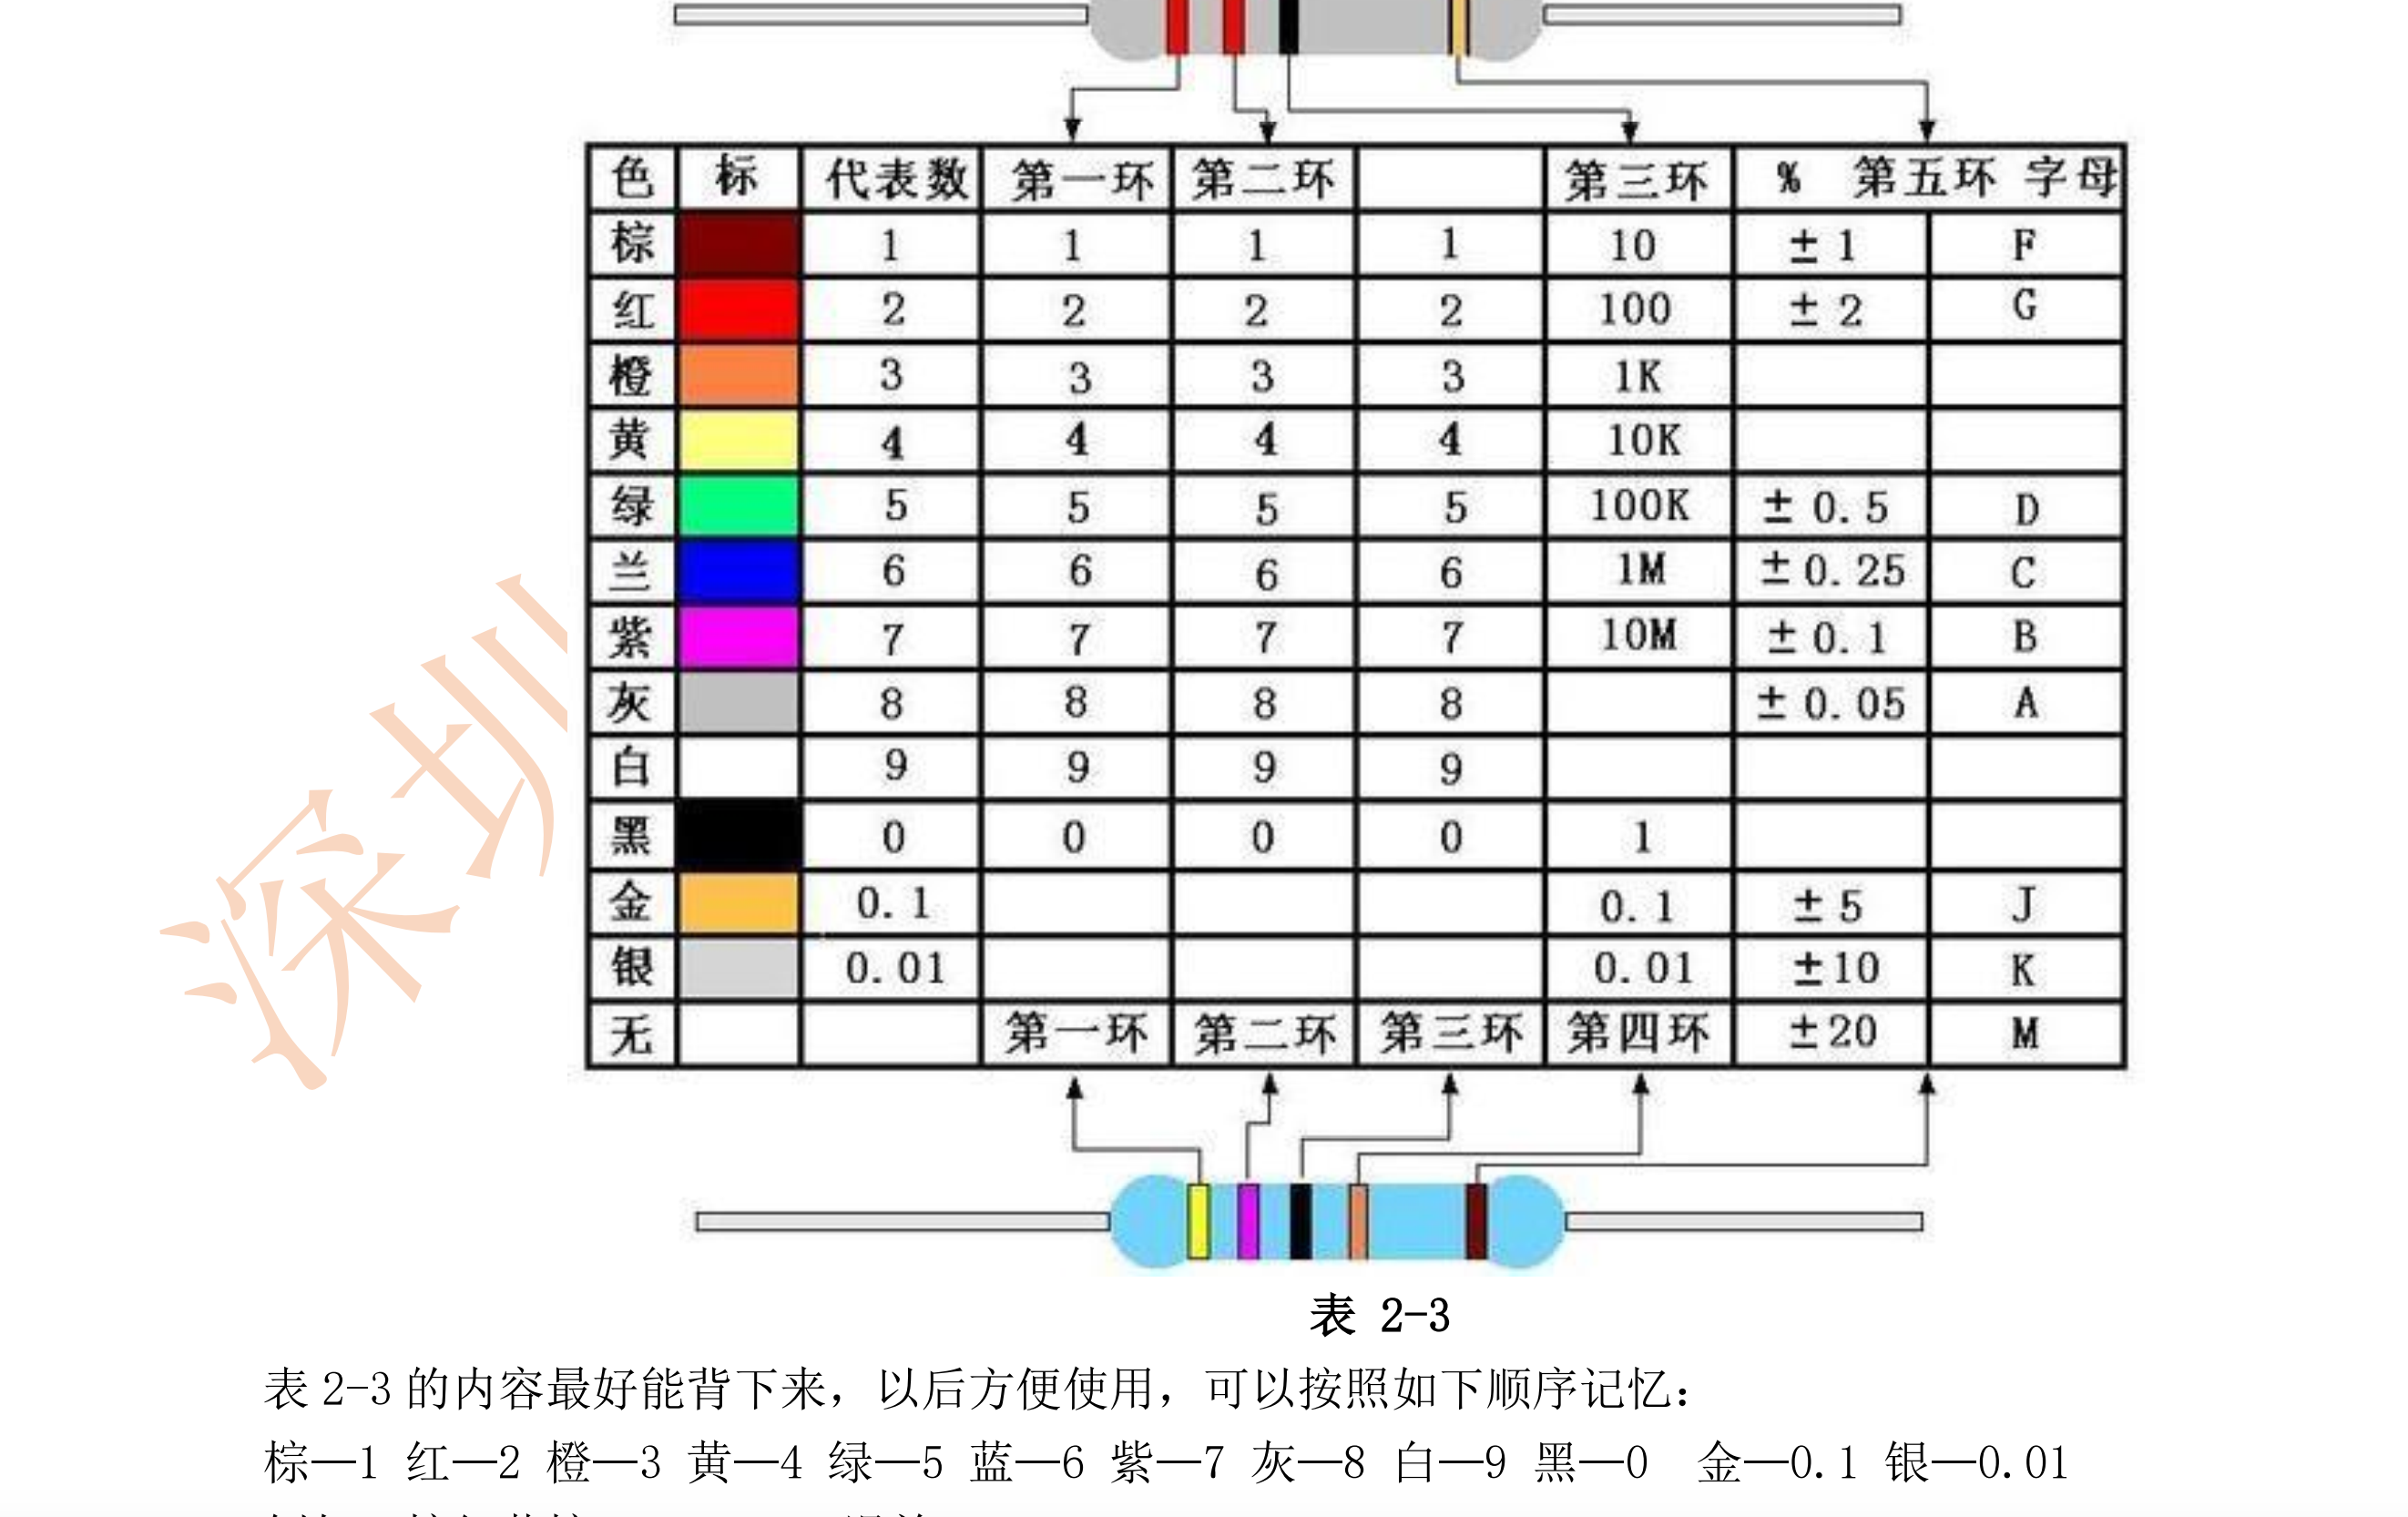 色 标 代表数 第一环 第二环 第三环 % 第五环 字母
棕 1 1 1 1 10 ±1 F
红 2 2 2 2 100 ±2 G
橙 3 3 3 3 1K
黄 4 4 4 4 10K
绿 5 5 5 5 100K ±0.5 D
兰 6 6 6 6 1M ±0.25 C
紫 7 7 7 7 10M ±0.1 B
灰 8 8 8 8 ±0.05 A
白 9 9 9 9
黑 0 0 0 0 1
金 0.1 0.1 ±5 J
银 0.01 0.01 ±10 K
无 第一环 第二环 第三环 第四环 ±20 M
深圳
表 2-3
表 2-3 的内容最好能背下来，以后方便使用，可以按照如下顺序记忆：
棕—1 红—2 橙—3 黄—4 绿—5 蓝—6 紫—7 灰—8 白—9 黑—0 金—0.1 银—0.01